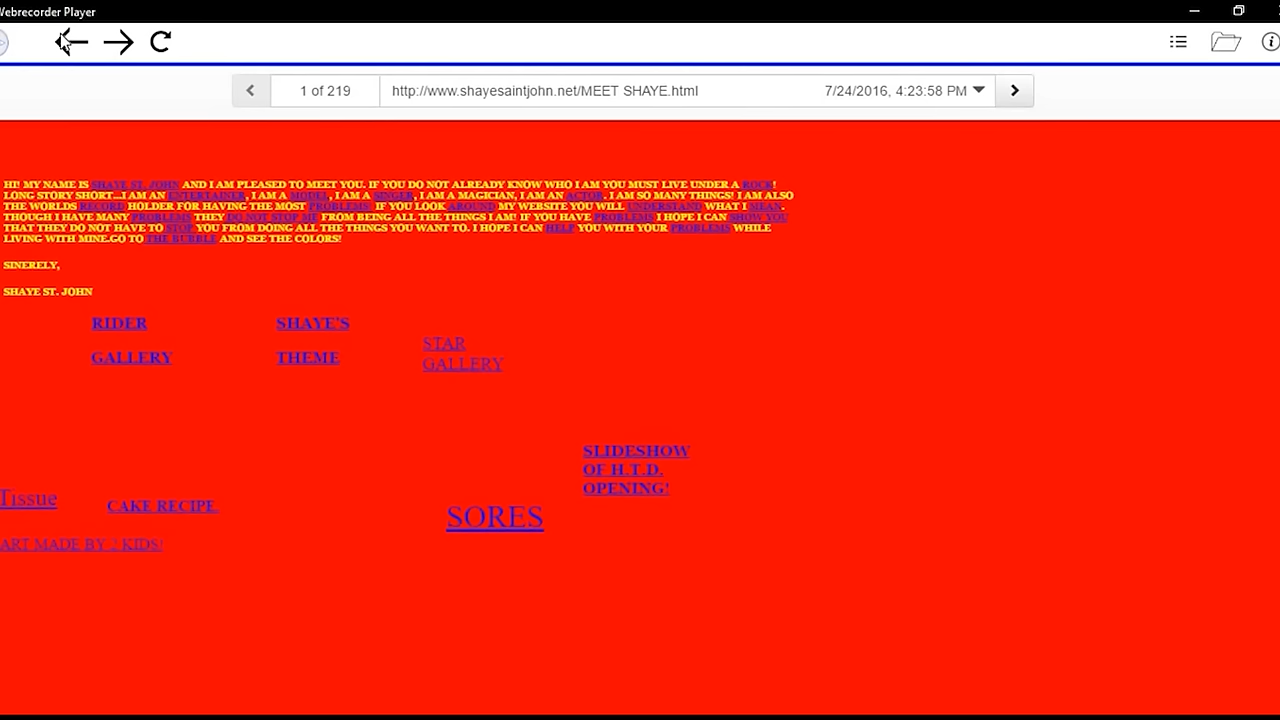 Webrecorder Player
1 of 219
http://www.shayesaintjohn.net/MEET SHAYE.html
7/24/2016, 4:23:58 PM
HI! MY NAME IS SHAYE ST. JOHN AND I AM PLEASED TO MEET YOU. IF YOU DO NOT ALREADY KNOW WHO I AM YOU MUST LIVE UNDER A ROCK!
LONG STORY SHORT...I AM AN ENTERTAINER, I AM A MODEL, I AM A SINGER, I AM A MAGICIAN, I AM AN ACTOR. I AM SO MANY THINGS! I AM ALSO
THE WORLDS RECORD HOLDER FOR HAVING THE MOST PROBLEMS! IF YOU LOOK AROUND MY WEBSITE YOU WILL UNDERSTAND WHAT I MEAN.
THOUGH I HAVE MANY PROBLEMS THEY DO NOT STOP ME FROM BEING ALL THE THINGS I AM! IF YOU HAVE PROBLEMS I HOPE I CAN SHOW YOU
THAT THEY DO NOT HAVE TO STOP YOU FROM DOING ALL THE THINGS YOU WANT TO. I HOPE I CAN HELP YOU WITH YOUR PROBLEMS WHILE
LIVING WITH MINE.GO TO THE BUBBLE AND SEE THE COLORS!
SINERELY,
SHAYE ST. JOHN
RIDER
GALLERY
SHAYE'S
THEME
STAR
GALLERY
SLIDESHOW
OF H.T.D.
OPENING!
Tissue
CAKE RECIPE
SORES
ART MADE BY KIDS!